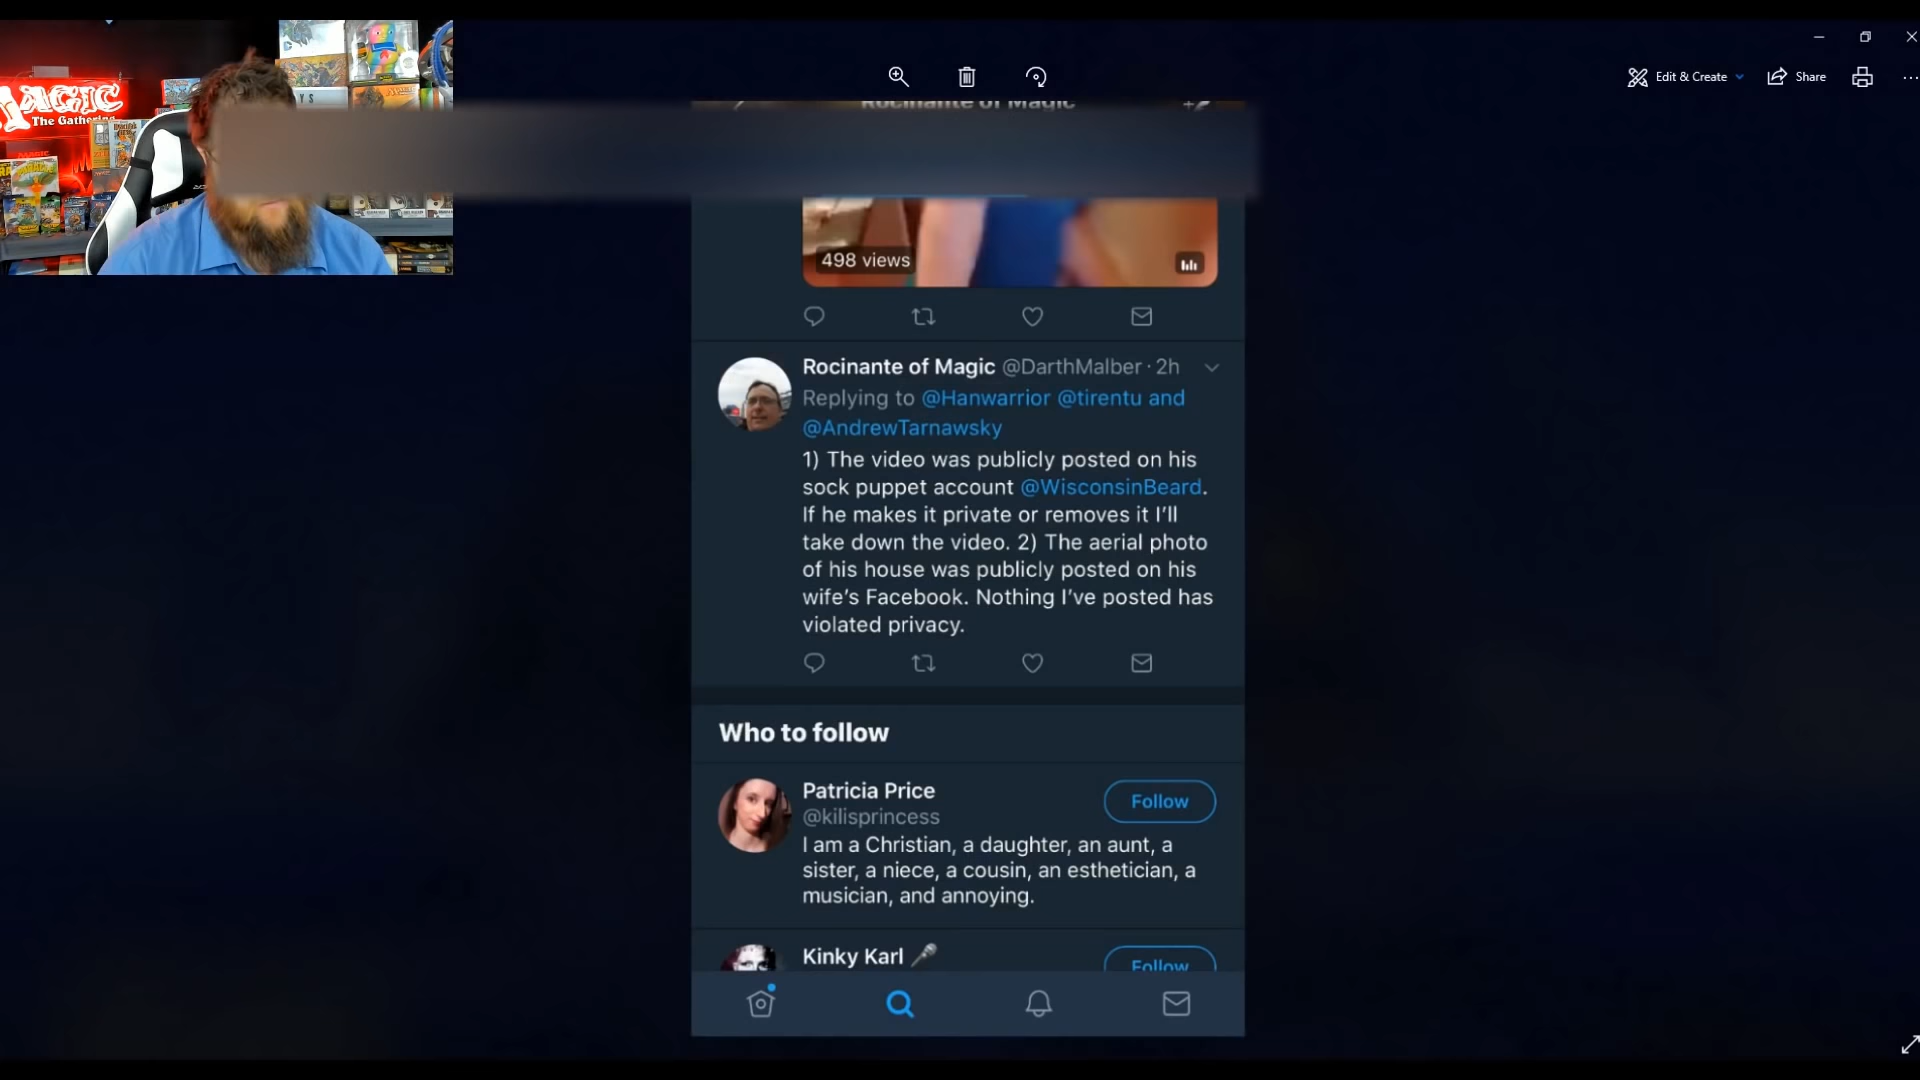 MAGIC
The Gathering
Edit & Create
Share
Rocinante of Magic
498 views
Rocinante of Magic @DarthMalber · 2h
Replying to @Hanwarrior @tirentu and
@AndrewTarnawsky
1) The video was publicly posted on his
sock puppet account @WisconsinBeard.
If he makes it private or removes it I'll
take down the video. 2) The aerial photo
of his house was publicly posted on his
wife's Facebook. Nothing I've posted has
violated privacy.
Who to follow
Patricia Price
@kilisprincess
Follow
I am a Christian, a daughter, an aunt, a
sister, a niece, a cousin, an esthetician, a
musician, and annoying.
Kinky Karl
Follow